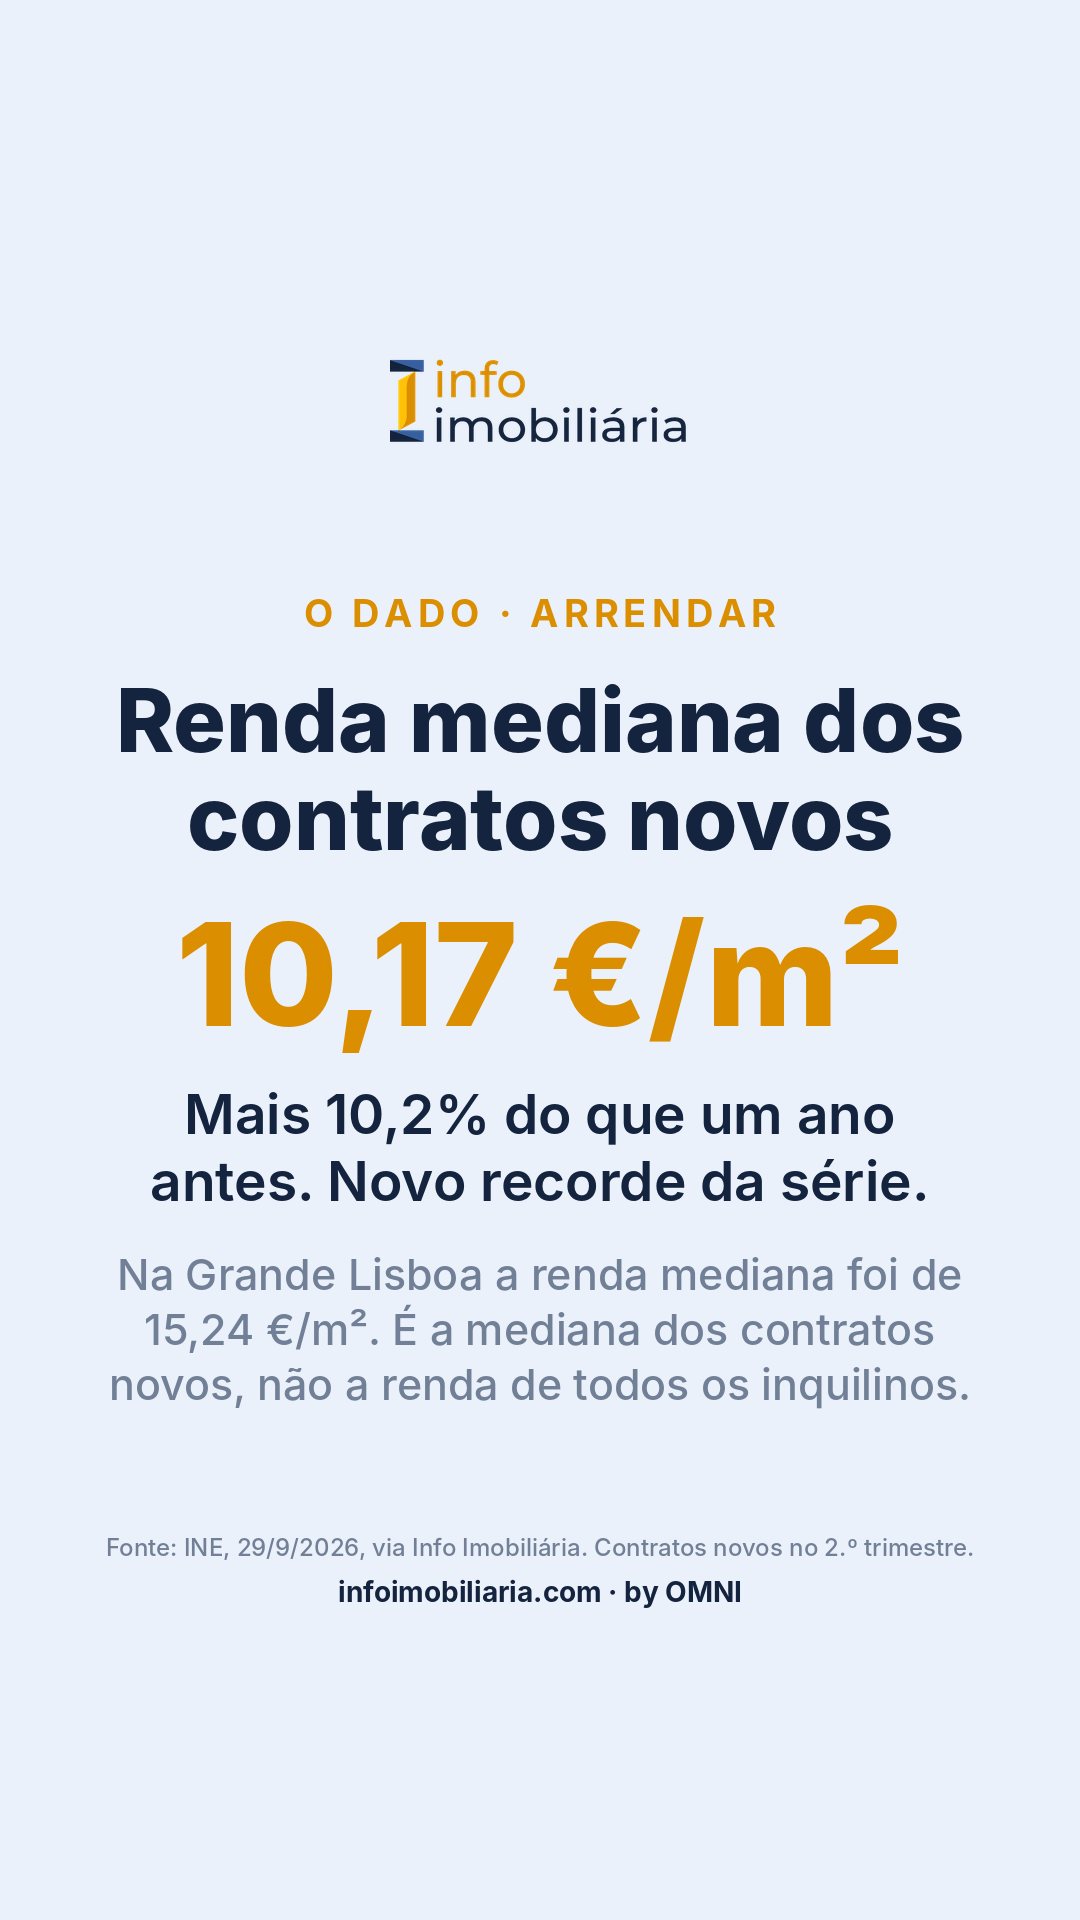 info
imobiliária
O DADO · ARRENDAR
Renda mediana dos
contratos novos
10,17 €/m²
Mais 10,2% do que um ano
antes. Novo recorde da série.
Na Grande Lisboa a renda mediana foi de
15,24 €/m². É a mediana dos contratos
novos, não a renda de todos os inquilinos.
Fonte: INE, 29/9/2026, via Info Imobiliária. Contratos novos no 2.º trimestre.
infoimobiliaria.com · by OMNI